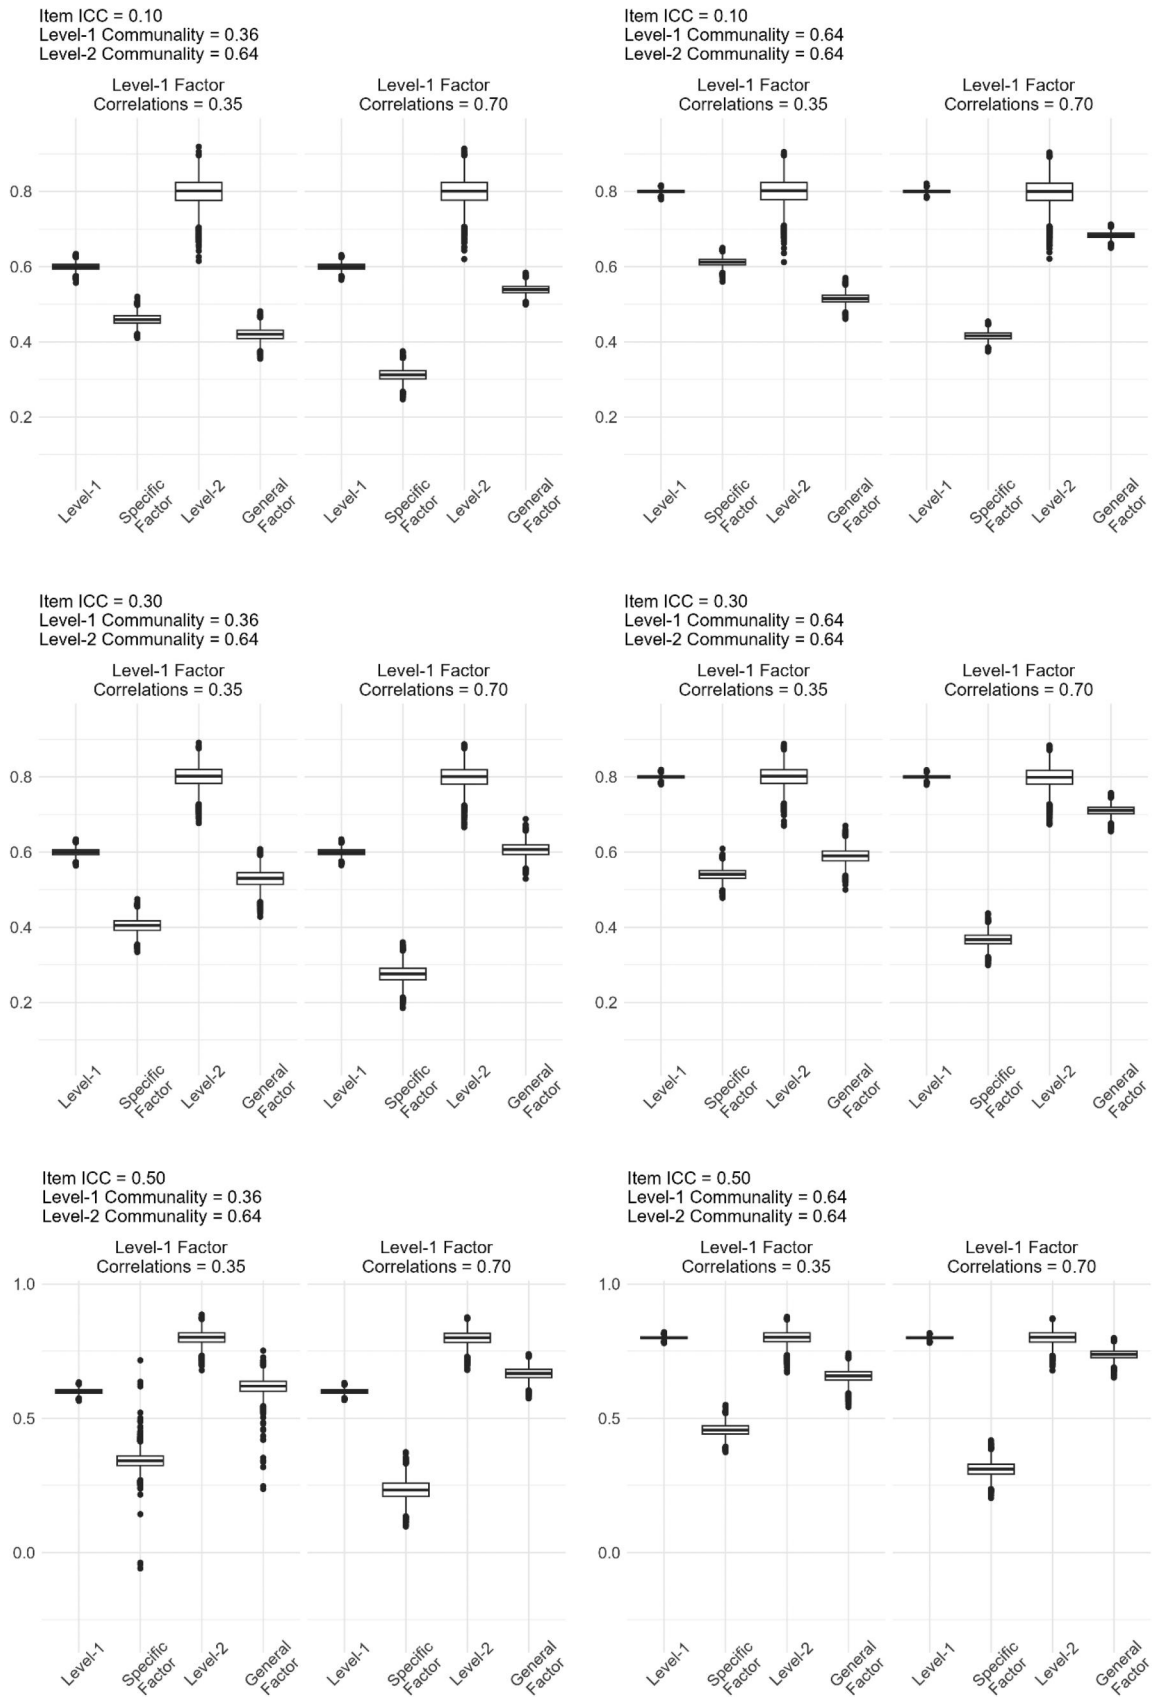 Item ICC = 0.10
Level-1 Communality = 0.36
Level-2 Communality = 0.64
Level-1 Factor
Correlations = 0.35
Level-1 Factor
Correlations = 0.70
0.8
0.6
0.4
0.2
Level-1
Specific
Factor
Level-2
General
Factor
Level-1
Specific
Factor
Level-2
General
Factor
Item ICC = 0.10
Level-1 Communality = 0.64
Level-2 Communality = 0.64
Level-1 Factor
Correlations = 0.35
Level-1 Factor
Correlations = 0.70
0.8
0.6
0.4
0.2
Level-1
Specific
Factor
Level-2
General
Factor
Level-1
Specific
Factor
Level-2
General
Factor
Item ICC = 0.30
Level-1 Communality = 0.36
Level-2 Communality = 0.64
Level-1 Factor
Correlations = 0.35
Level-1 Factor
Correlations = 0.70
0.8
0.6
0.4
0.2
Level-1
Specific
Factor
Level-2
General
Factor
Level-1
Specific
Factor
Level-2
General
Factor
Item ICC = 0.30
Level-1 Communality = 0.64
Level-2 Communality = 0.64
Level-1 Factor
Correlations = 0.35
Level-1 Factor
Correlations = 0.70
0.8
0.6
0.4
0.2
Level-1
Specific
Factor
Level-2
General
Factor
Level-1
Specific
Factor
Level-2
General
Factor
Item ICC = 0.50
Level-1 Communality = 0.36
Level-2 Communality = 0.64
Level-1 Factor
Correlations = 0.35
Level-1 Factor
Correlations = 0.70
1.0
0.5
0.0
Level-1
Specific
Factor
Level-2
General
Factor
Level-1
Specific
Factor
Level-2
General
Factor
Item ICC = 0.50
Level-1 Communality = 0.64
Level-2 Communality = 0.64
Level-1 Factor
Correlations = 0.35
Level-1 Factor
Correlations = 0.70
1.0
0.5
0.0
Level-1
Specific
Factor
Level-2
General
Factor
Level-1
Specific
Factor
Level-2
General
Factor